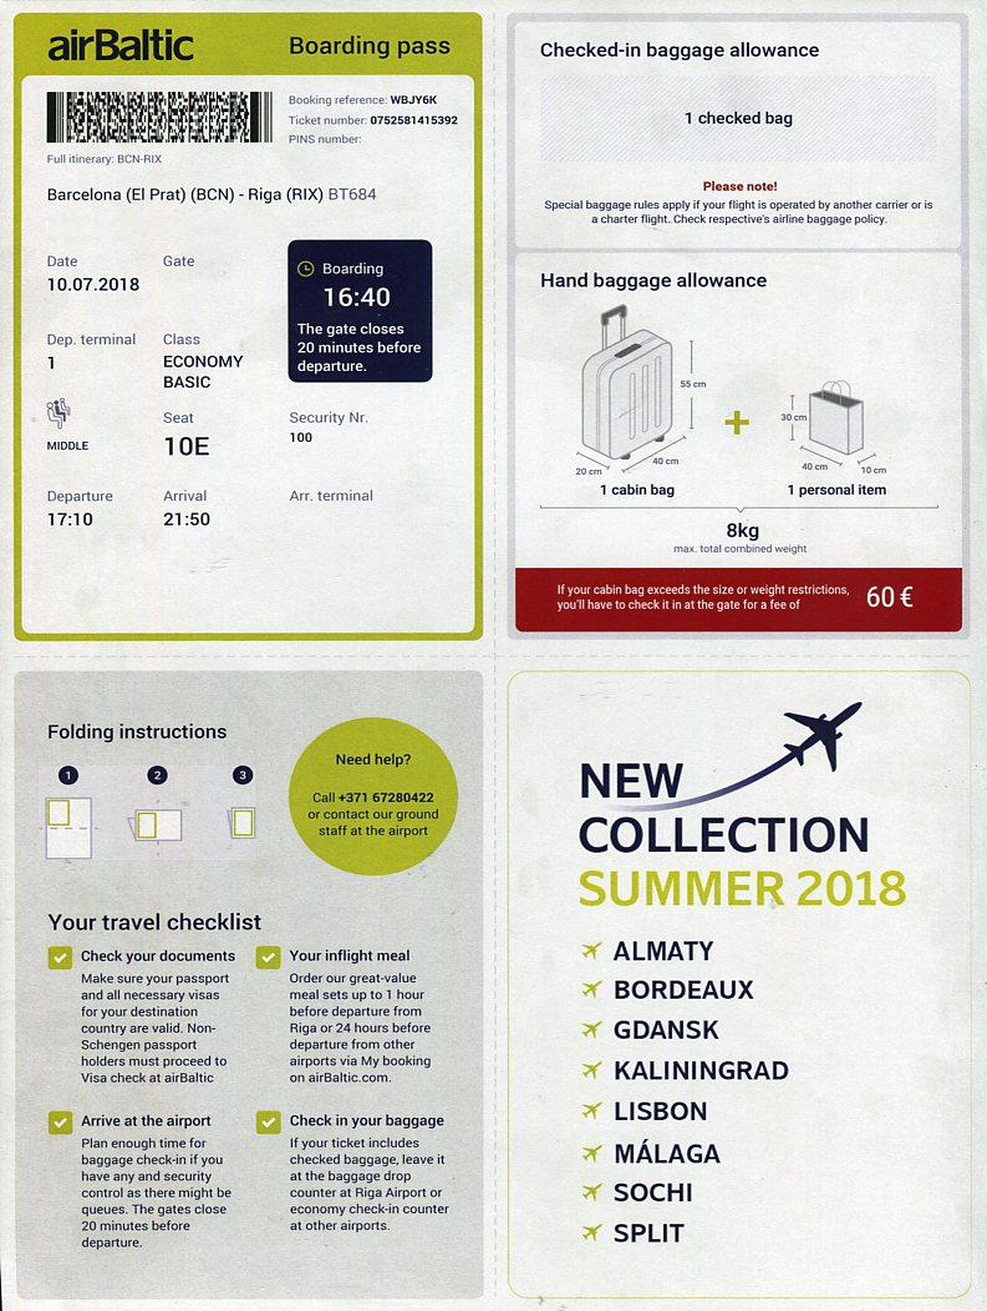 airBaltic
Boarding pass
Booking reference: WBJY6K
Ticket number: 0752581415392
PINS number:
Full itinerary: BCN-RIX
Barcelona (El Prat) (BCN) - Riga (RIX) BT684
Date
10.07.2018
Gate
Boarding
16:40
The gate closes
20 minutes before
departure.
Dep. terminal
1
Class
ECONOMY
BASIC
MIDDLE
Seat
10E
Security Nr.
100
Departure
17:10
Arrival
21:50
Arr. terminal
Checked-in baggage allowance
1 checked bag
Please note!
Special baggage rules apply if your flight is operated by another carrier or is
a charter flight. Check respective's airline baggage policy.
Hand baggage allowance
55 cm
20 cm
40 cm
+
30 cm
40 cm
10 cm
1 cabin bag
1 personal item
8kg
max. total combined weight
If your cabin bag exceeds the size or weight restrictions,
you'll have to check it in at the gate for a fee of
60 €
Folding instructions
1
2
3
Need help?
Call +371 67280422
or contact our ground
staff at the airport
Your travel checklist
Check your documents
Make sure your passport
and all necessary visas
for your destination
country are valid. Non-
Schengen passport
holders must proceed to
Visa check at airBaltic
Your inflight meal
Order our great-value
meal sets up to 1 hour
before departure from
Riga or 24 hours before
departure from other
airports via My booking
on airBaltic.com.
Arrive at the airport
Plan enough time for
baggage check-in if you
have any and security
control as there might be
queues. The gates close
20 minutes before
departure.
Check in your baggage
If your ticket includes
checked baggage, leave it
at the baggage drop
counter at Riga Airport or
economy check-in counter
at other airports.
NEW
COLLECTION
SUMMER 2018
ALMATY
BORDEAUX
GDANSK
KALININGRAD
LISBON
MÁLAGA
SOCHI
SPLIT